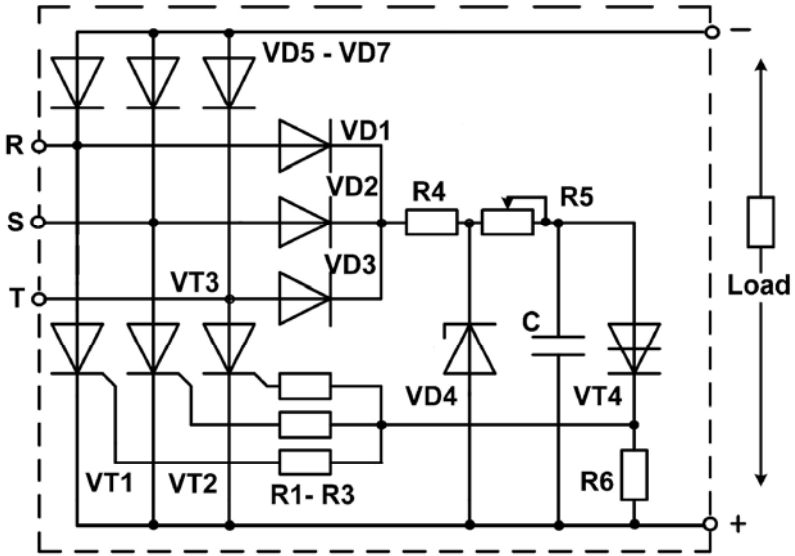 −
VD5 - VD7
R
VD1
VD2
R4
R5
S
VD3
VT3
T
Load
C
VD4
VT4
VT1
VT2
R1- R3
R6
+